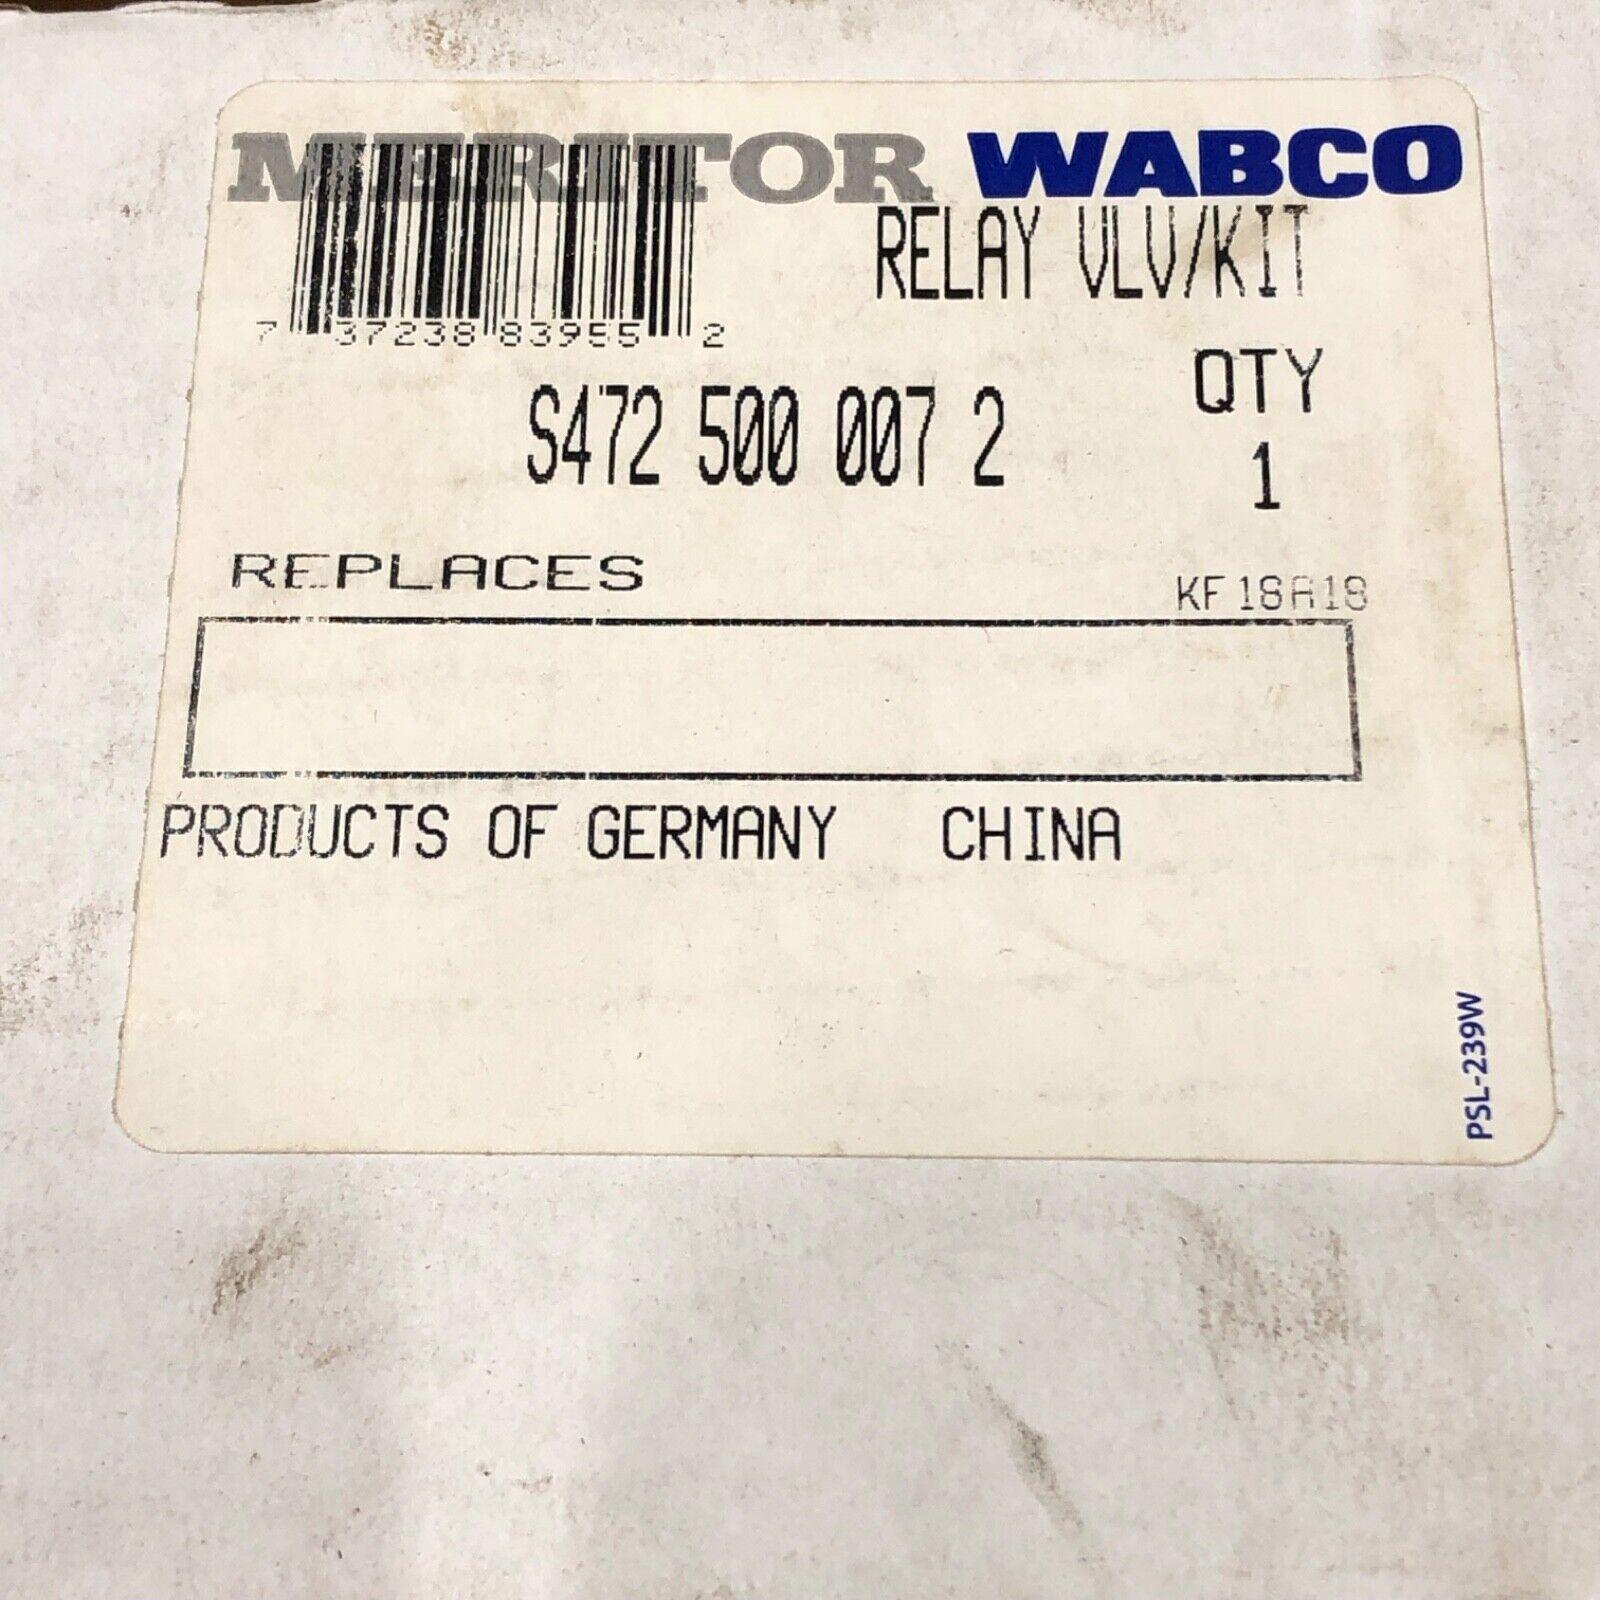 MERITOR WABCO
RELAY VLV/KIT
7 37238 83955 2
QTY
S472 500 007 2
1
REPLACES
KF18A18
PRODUCTS OF GERMANY CHINA
PSL-239W